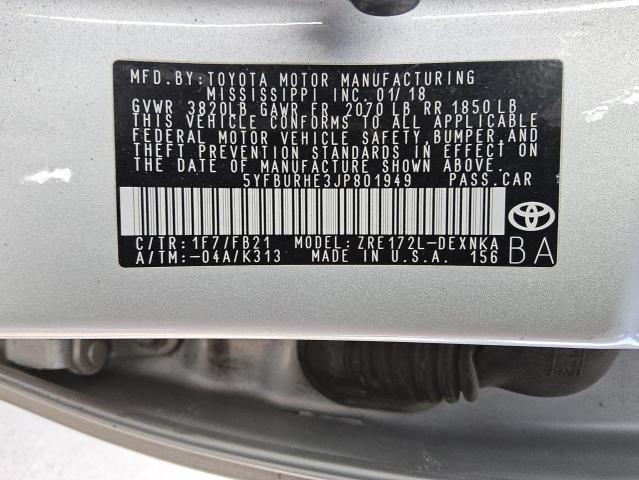 MFD. BY: TOYOTA MOTOR MANUFACTURING
MISSISSIPPI INC. 01/18
GVWR 3820LB GAWR FR 2070LB RR 1850LB
THIS VEHICLE CONFORMS TO ALL APPLICABLE
FEDERAL MOTOR VEHICLE SAFETY, BUMPER, AND
THEFT PREVENTION STANDARDS IN EFFECT ON
THE DATE OF MANUFACTURE SHOWN ABOVE.
5YFBURHE3JP801949 PASS. CAR
C/TR: 1F7/FB21 MODEL: ZRE172L-DEXNKA
A/TM: -04A/K313 MADE IN U.S.A. 156
BA